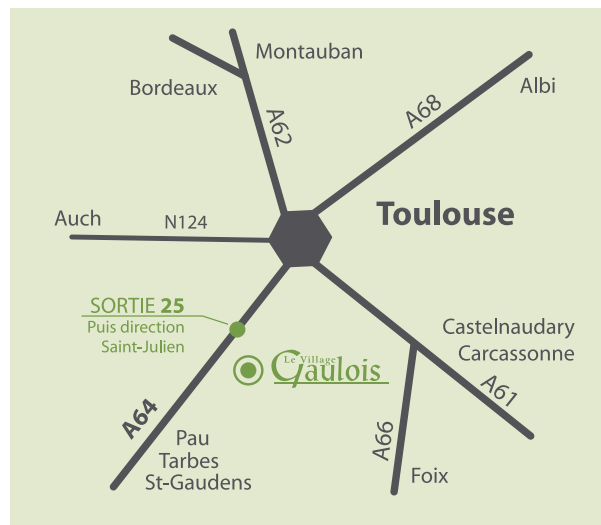 Montauban
Bordeaux
A62
A68
Albi
Auch
N124
Toulouse
SORTIE 25
Puis direction
Saint-Julien
Le Village
Gaulois
Castelnaudary
Carcassonne
A61
A64
A66
Pau
Tarbes
St-Gaudens
Foix